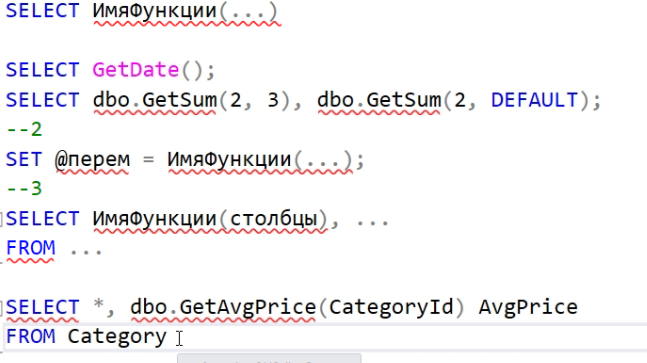 SELECT ИмяФункции(...)
SELECT GetDate();
SELECT dbo.GetSum(2, 3), dbo.GetSum(2, DEFAULT);
--2
SET @перем = ИмяФункции(...);
--3
SELECT ИмяФункции(столбцы), ...
FROM ...
SELECT *, dbo.GetAvgPrice(CategoryId) AvgPrice
FROM Category